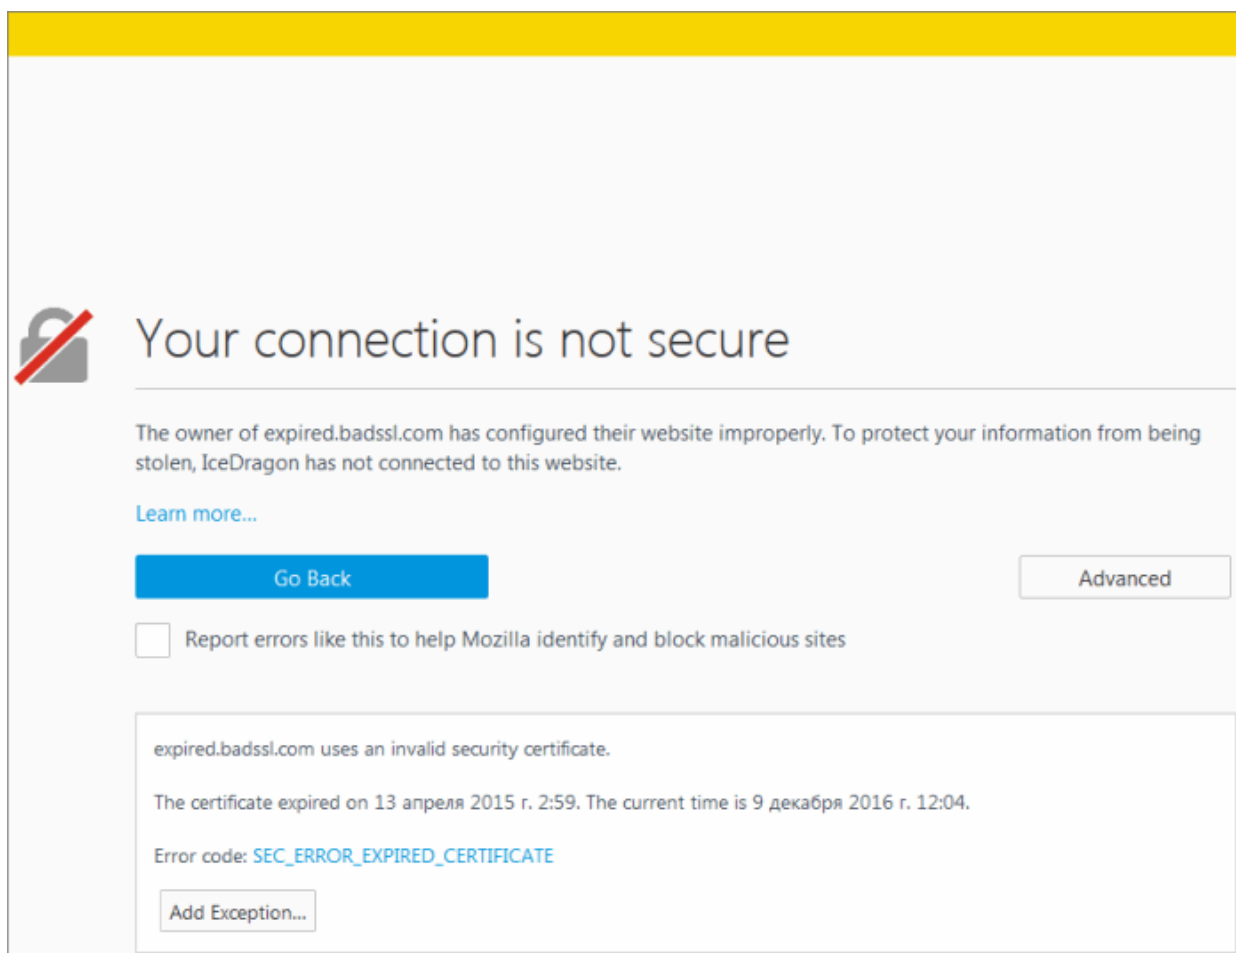 Your connection is not secure
The owner of expired.badssl.com has configured their website improperly. To protect your information from being
stolen, IceDragon has not connected to this website.
Learn more...
Go Back
Advanced
Report errors like this to help Mozilla identify and block malicious sites
expired.badssl.com uses an invalid security certificate.
The certificate expired on 13 апреля 2015 г. 2:59. The current time is 9 декабря 2016 г. 12:04.
Error code: SEC_ERROR_EXPIRED_CERTIFICATE
Add Exception...